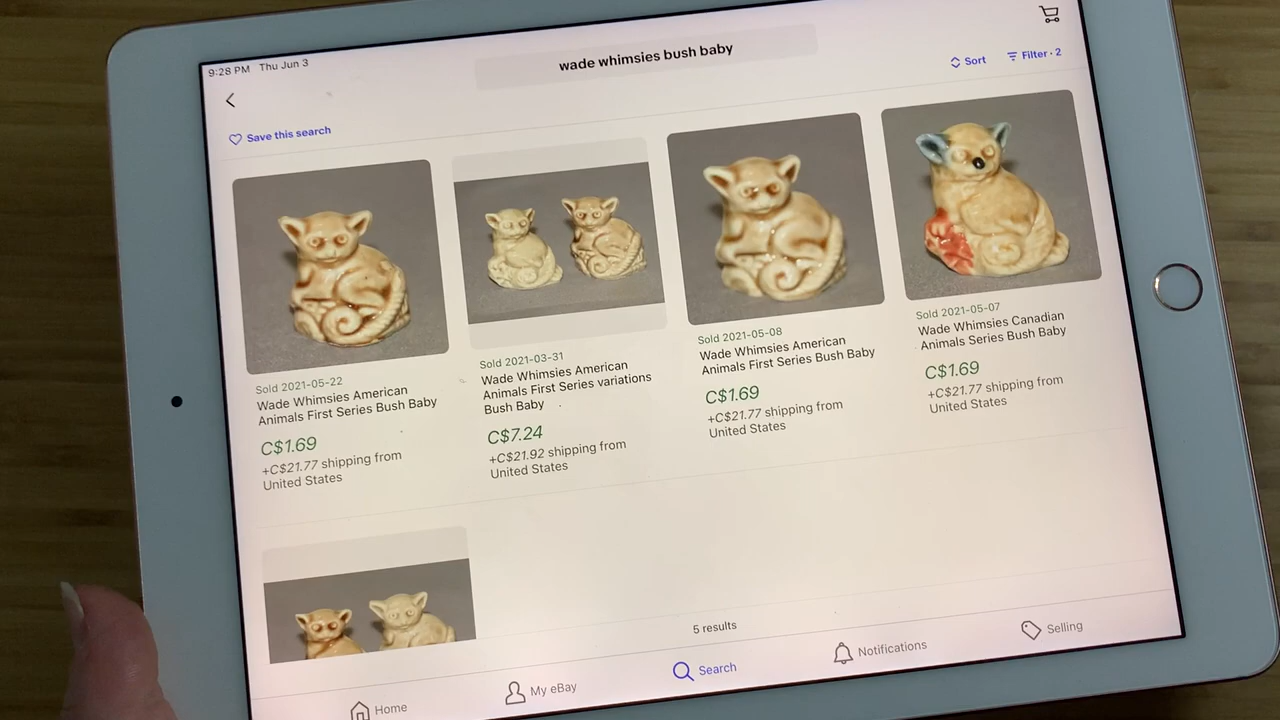 9:28 PM Thu Jun 3
wade whimsies bush baby
Sort
Filter · 2
Save this search
Sold 2021-05-22
Wade Whimsies American
Animals First Series Bush Baby
C$1.69
+C$21.77 shipping from
United States
Sold 2021-03-31
Wade Whimsies American
Animals First Series variations
Bush Baby
C$7.24
+C$21.92 shipping from
United States
Sold 2021-05-08
Wade Whimsies American
Animals First Series Bush Baby
C$1.69
+C$21.77 shipping from
United States
Sold 2021-05-07
Wade Whimsies Canadian
Animals Series Bush Baby
C$1.69
+C$21.77 shipping from
United States
5 results
Home
My eBay
Search
Notifications
Selling